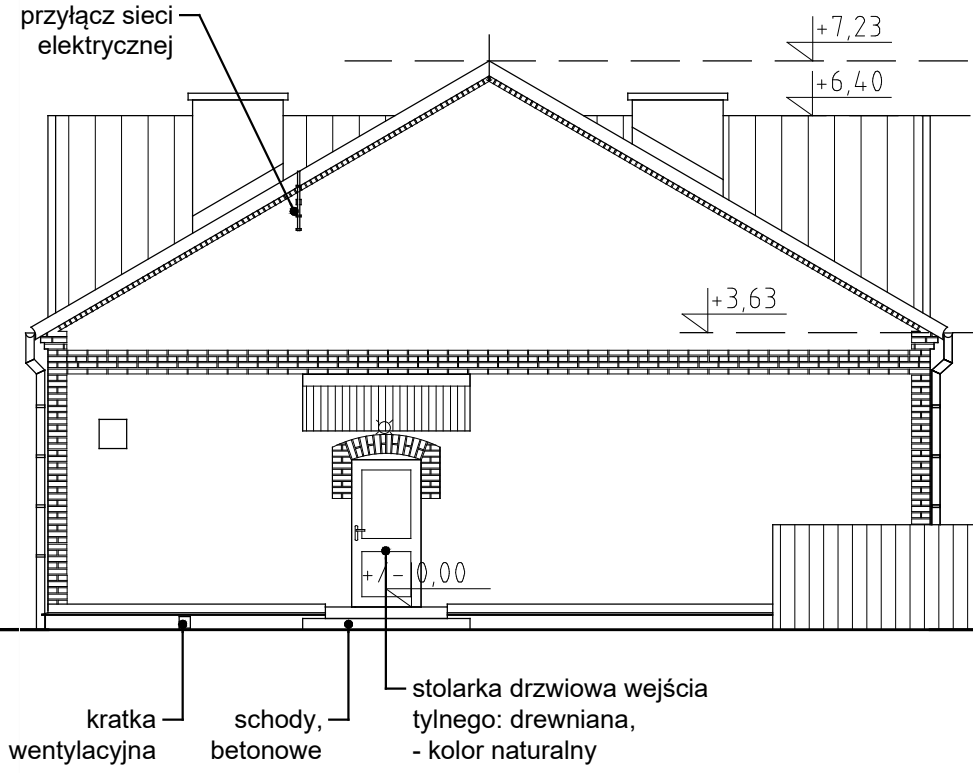 przyłącz sieci
elektrycznej
+7,23
+6,40
+3,63
+/- 0,00
kratka
wentylacyjna
schody,
betonowe
stolarka drzwiowa wejścia
tylnego: drewniana,
- kolor naturalny